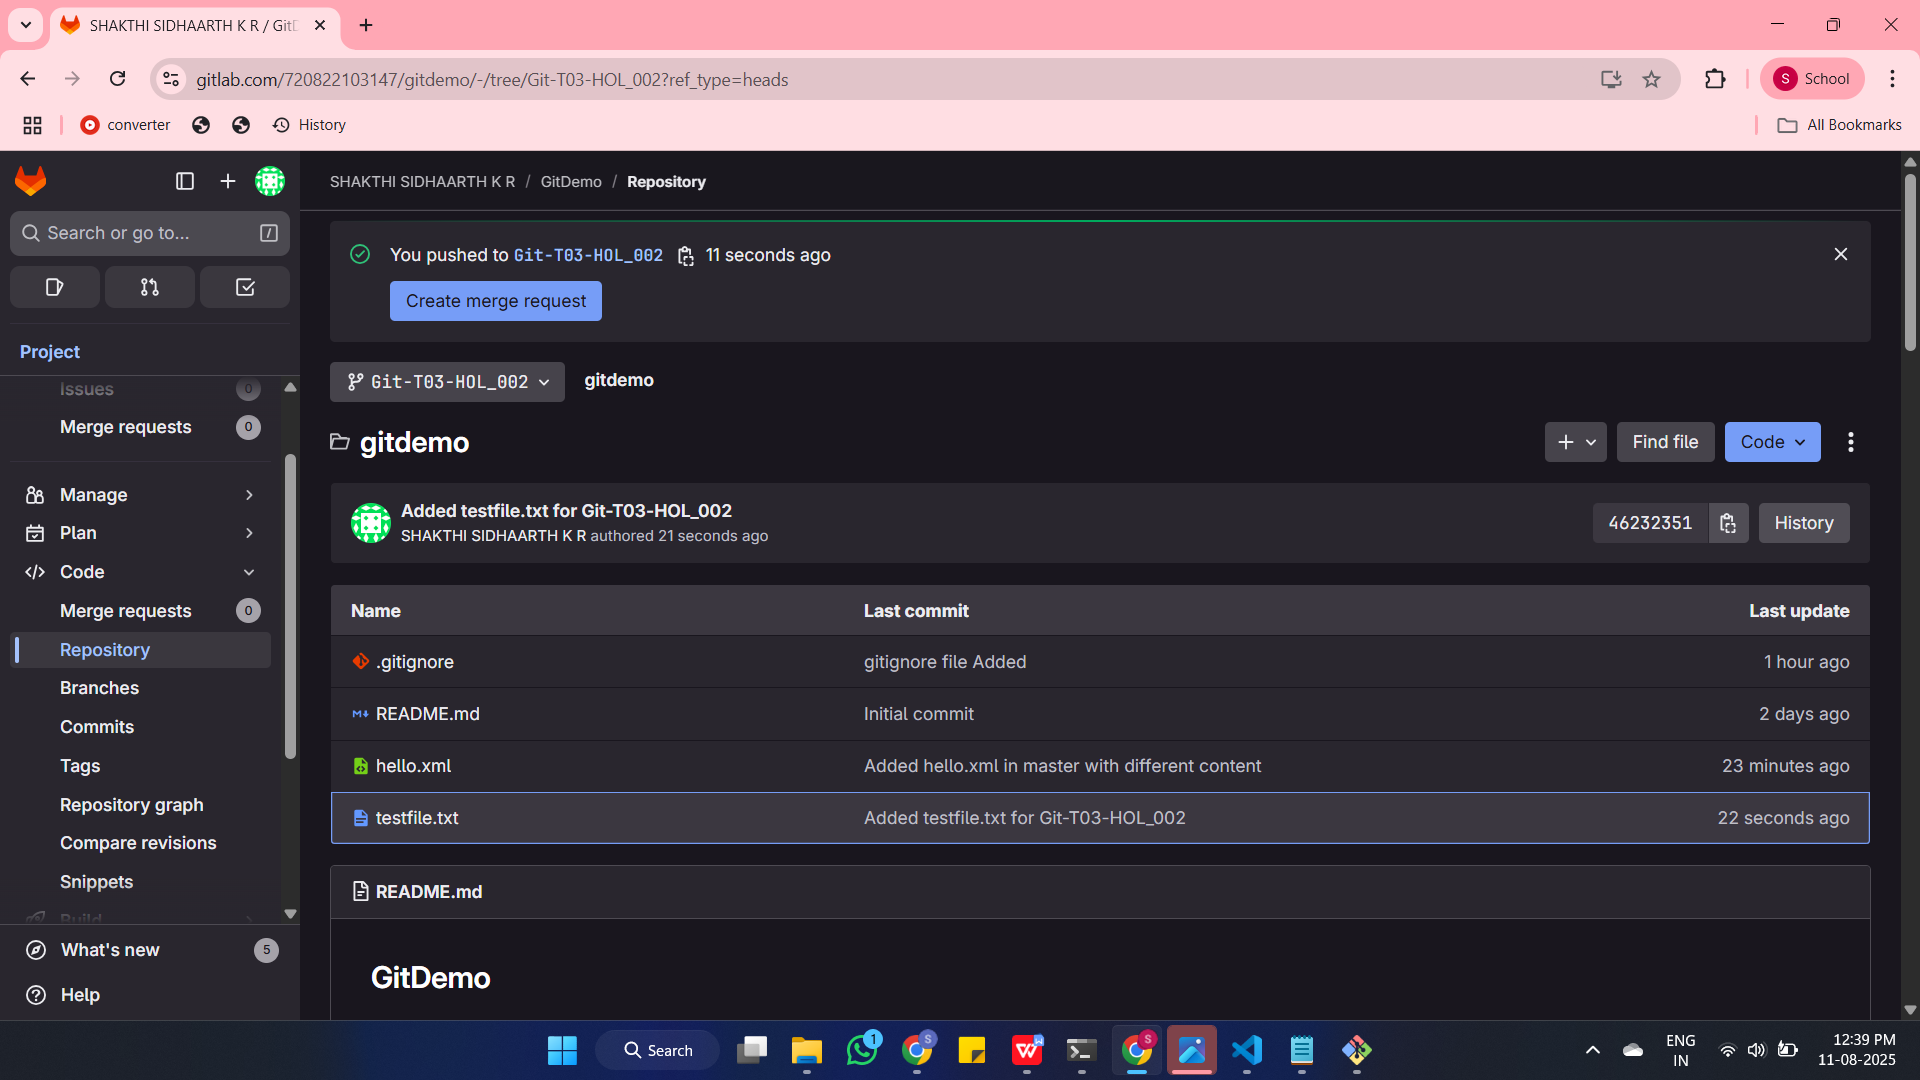 SHAKTHI SIDHAARTH K R / GitD
gitlab.com/720822103147/gitdemo/-/tree/Git-T03-HOL_002?ref_type=heads
S School
converter
History
All Bookmarks
Search or go to...
/
SHAKTHI SIDHAARTH K R / GitDemo / Repository
You pushed to Git-T03-HOL_002 11 seconds ago
Create merge request
Project
Issues 0
Merge requests 0
Manage
Plan
Code
Merge requests 0
Repository
Branches
Commits
Tags
Repository graph
Compare revisions
Snippets
Build
What's new 5
Help
Git-T03-HOL_002 gitdemo
gitdemo
Find file
Code
Added testfile.txt for Git-T03-HOL_002
SHAKTHI SIDHAARTH K R authored 21 seconds ago
46232351
History
Name Last commit Last update
.gitignore gitignore file Added 1 hour ago
README.md Initial commit 2 days ago
hello.xml Added hello.xml in master with different content 23 minutes ago
testfile.txt Added testfile.txt for Git-T03-HOL_002 22 seconds ago
README.md
GitDemo
Search
1
S
W
S
ENG
IN
12:39 PM
11-08-2025